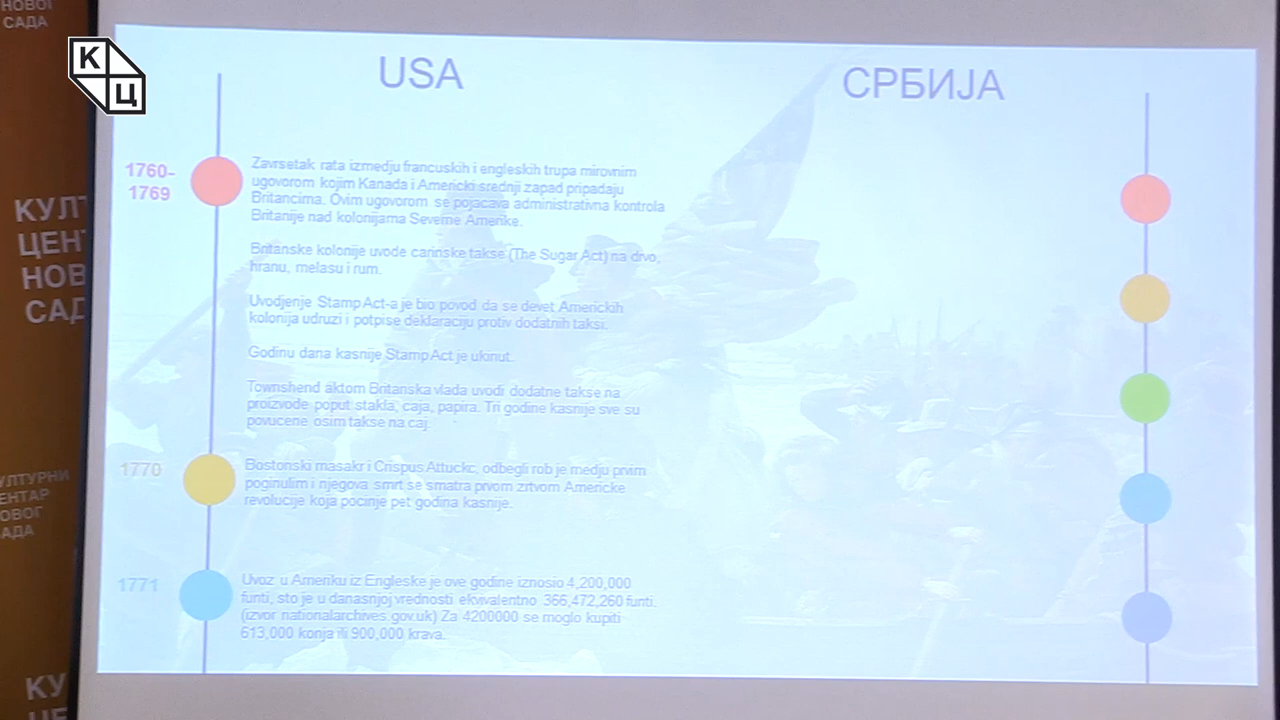 НОВОГ
САДА
К
Ц
КУЛТ
ЦЕНТ
НОВ
САД
УЛТУРНИ
ЕНТАР
ОВОГ
АДА
КУ
ЦЕ
USA
СРБИЈА
1760-
1769
Zavrsetak rata izmedju francuskih i engleskih trupa mirovnim
ugovorom kojim Kanada i Americki srednji zapad pripadaju
Britancima. Ovim ugovorom se pojacava administrativna kontrola
Britanije nad kolonijama Severne Amerike.
Britanske kolonije uvode carinske takse (The Sugar Act) na drvo,
hranu, melasu i rum.
Uvodjenje Stamp Act-a je bio povod da se devet Americkih
kolonija udruzi i potpise deklaraciju protiv dodatnih taksi.
Godinu dana kasnije Stamp Act je ukinut.
Townshend aktom Britanska vlada uvodi dodatne takse na
proizvode poput stakla, caja, papira. Tri godine kasnije sve su
povucene osim takse na caj.
1770
Bostonski masakr i Crispus Attuckc, odbegli rob je medju prvim
poginulim i njegova smrt se smatra prvom zrtvom Americke
revolucije koja pocinje pet godina kasnije.
1771
Uvoz u Ameriku iz Engleske je ove godine iznosio 4,200,000
funti, sto je u danasnjoj vrednosti ekvivalentno 366,472,260 funti.
(izvor nationalarchives.gov.uk) Za 4200000 se moglo kupiti
613,000 konja ili 900,000 krava.